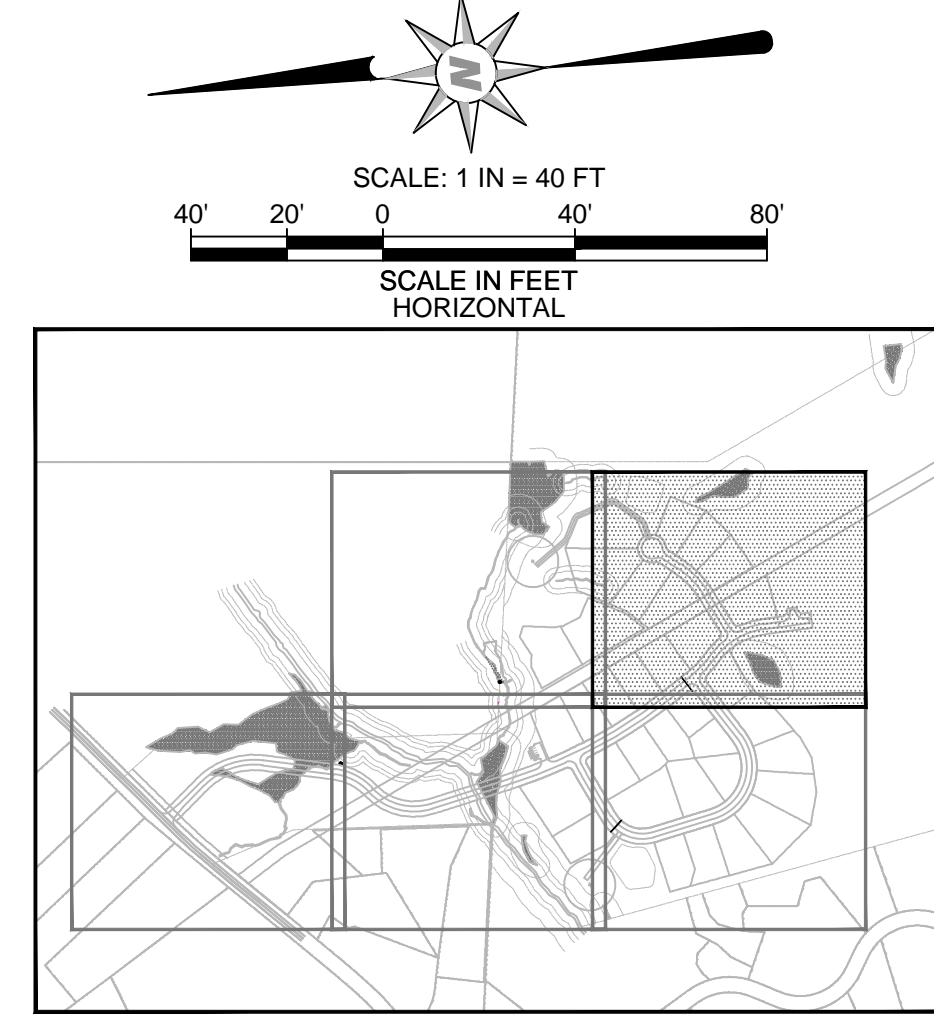 N
SCALE: 1 IN = 40 FT
40' 20' 0 40' 80'
SCALE IN FEET
HORIZONTAL